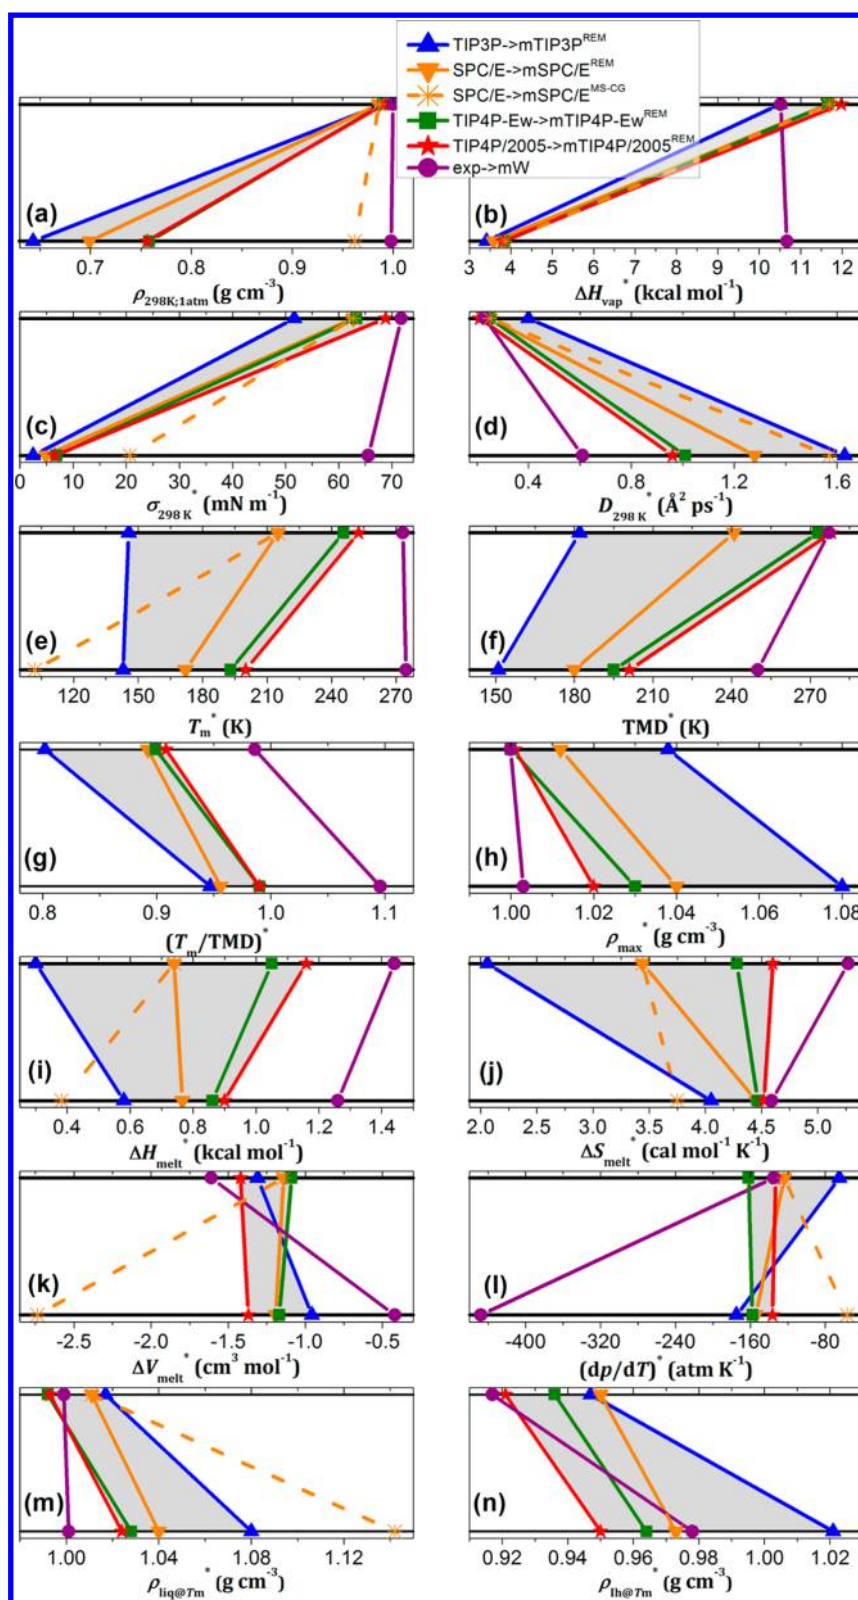 TIP3P->mTIP3P^REM
SPC/E->mSPC/E^REM
SPC/E->mSPC/E^MS-CG
TIP4P-Ew->mTIP4P-Ew^REM
TIP4P/2005->mTIP4P/2005^REM
exp->mW
(a)
0.7 0.8 0.9 1.0
ρ298K;1atm (g cm⁻³)
(b)
3 4 5 6 7 8 9 10 11 12
ΔHvap* (kcal mol⁻¹)
(c)
0 10 20 30 40 50 60 70
σ298 K* (mN m⁻¹)
(d)
0.4 0.8 1.2 1.6
D298 K* (Å² ps⁻¹)
(e)
120 150 180 210 240 270
Tm* (K)
(f)
150 180 210 240 270
TMD* (K)
(g)
0.8 0.9 1.0 1.1
(Tm/TMD)*
(h)
1.00 1.02 1.04 1.06 1.08
ρmax* (g cm⁻³)
(i)
0.4 0.6 0.8 1.0 1.2 1.4
ΔHmelt* (kcal mol⁻¹)
(j)
2.0 2.5 3.0 3.5 4.0 4.5 5.0
ΔSmelt* (cal mol⁻¹ K⁻¹)
(k)
-2.5 -2.0 -1.5 -1.0 -0.5
ΔVmelt* (cm³ mol⁻¹)
(l)
-400 -320 -240 -160 -80
(dp/dT)* (atm K⁻¹)
(m)
1.00 1.04 1.08 1.12
ρliq@Tm* (g cm⁻³)
(n)
0.92 0.94 0.96 0.98 1.00 1.02
ρIh@Tm* (g cm⁻³)